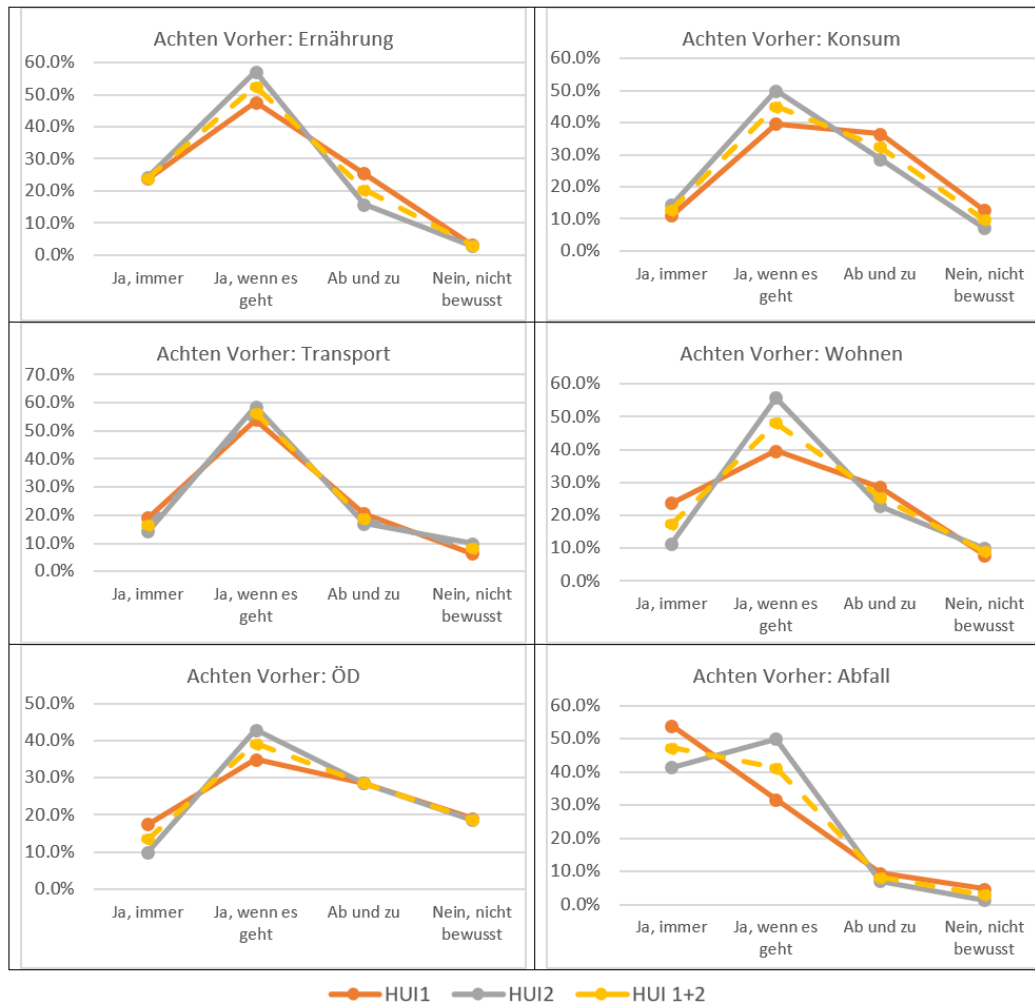 Achten Vorher: Ernährung
60.0%
50.0%
40.0%
30.0%
20.0%
10.0%
0.0%
Ja, immer
Ja, wenn es
geht
Ab und zu
Nein, nicht
bewusst
Achten Vorher: Konsum
60.0%
50.0%
40.0%
30.0%
20.0%
10.0%
0.0%
Ja, immer
Ja, wenn es
geht
Ab und zu
Nein, nicht
bewusst
Achten Vorher: Transport
70.0%
60.0%
50.0%
40.0%
30.0%
20.0%
10.0%
0.0%
Ja, immer
Ja, wenn es
geht
Ab und zu
Nein, nicht
bewusst
Achten Vorher: Wohnen
60.0%
50.0%
40.0%
30.0%
20.0%
10.0%
0.0%
Ja, immer
Ja, wenn es
geht
Ab und zu
Nein, nicht
bewusst
Achten Vorher: ÖD
50.0%
40.0%
30.0%
20.0%
10.0%
0.0%
Ja, immer
Ja, wenn es
geht
Ab und zu
Nein, nicht
bewusst
Achten Vorher: Abfall
60.0%
50.0%
40.0%
30.0%
20.0%
10.0%
0.0%
Ja, immer
Ja, wenn es
geht
Ab und zu
Nein, nicht
bewusst
HUI1 HUI2 HUI 1+2